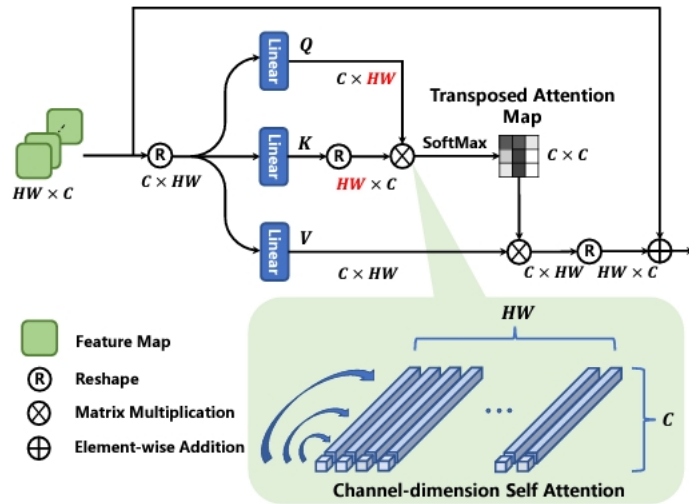 Q
Linear
C × HW
Transposed Attention
Map
K
Linear
R
R
SoftMax
C × C
HW × C
C × HW
HW × C
V
Linear
R
C × HW
C × HW
HW × C
HW
Feature Map
R
Reshape
Matrix Multiplication
Element-wise Addition
...
C
Channel-dimension Self Attention